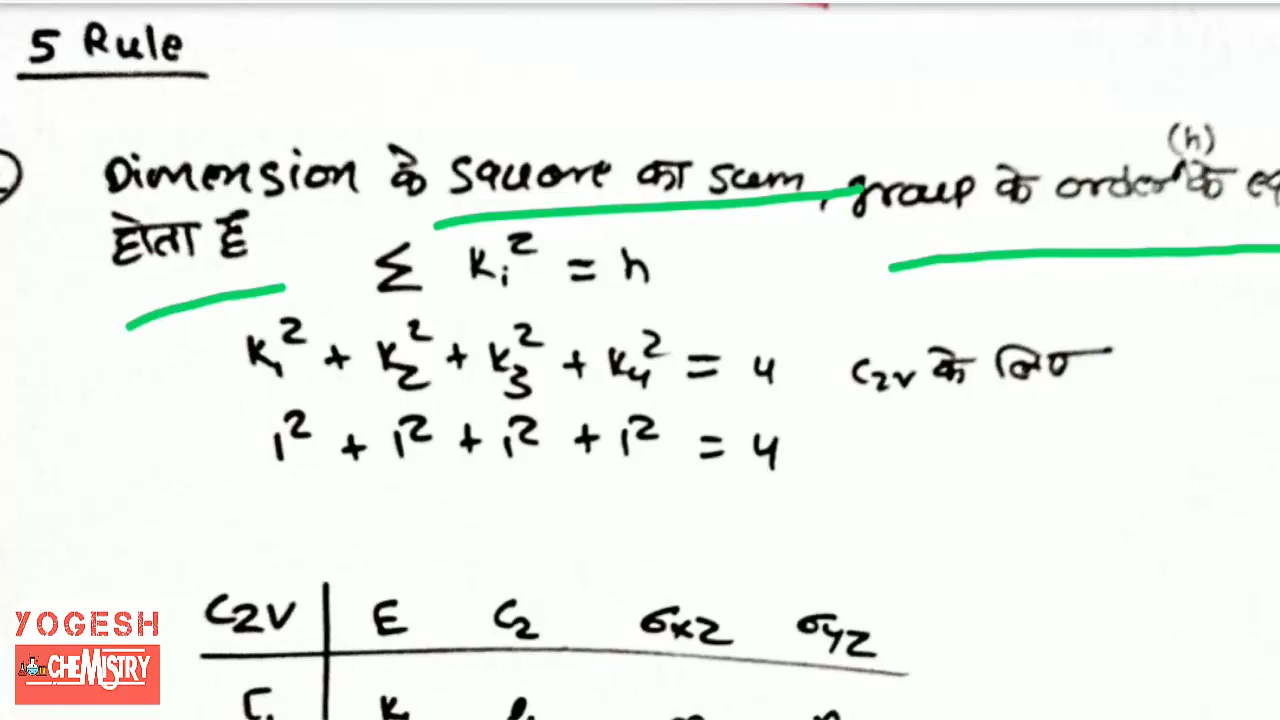 5 Rule
(h)
Dimension के square का sum, group के order के
होता है
Σ Ki² = h
K₁² + K₂² + K₃² + K₄² = 4 C2v के लिए
1² + 1² + 1² + 1² = 4
C2V E C₂ σxz σyz
YOGESH
CHEMISTRY